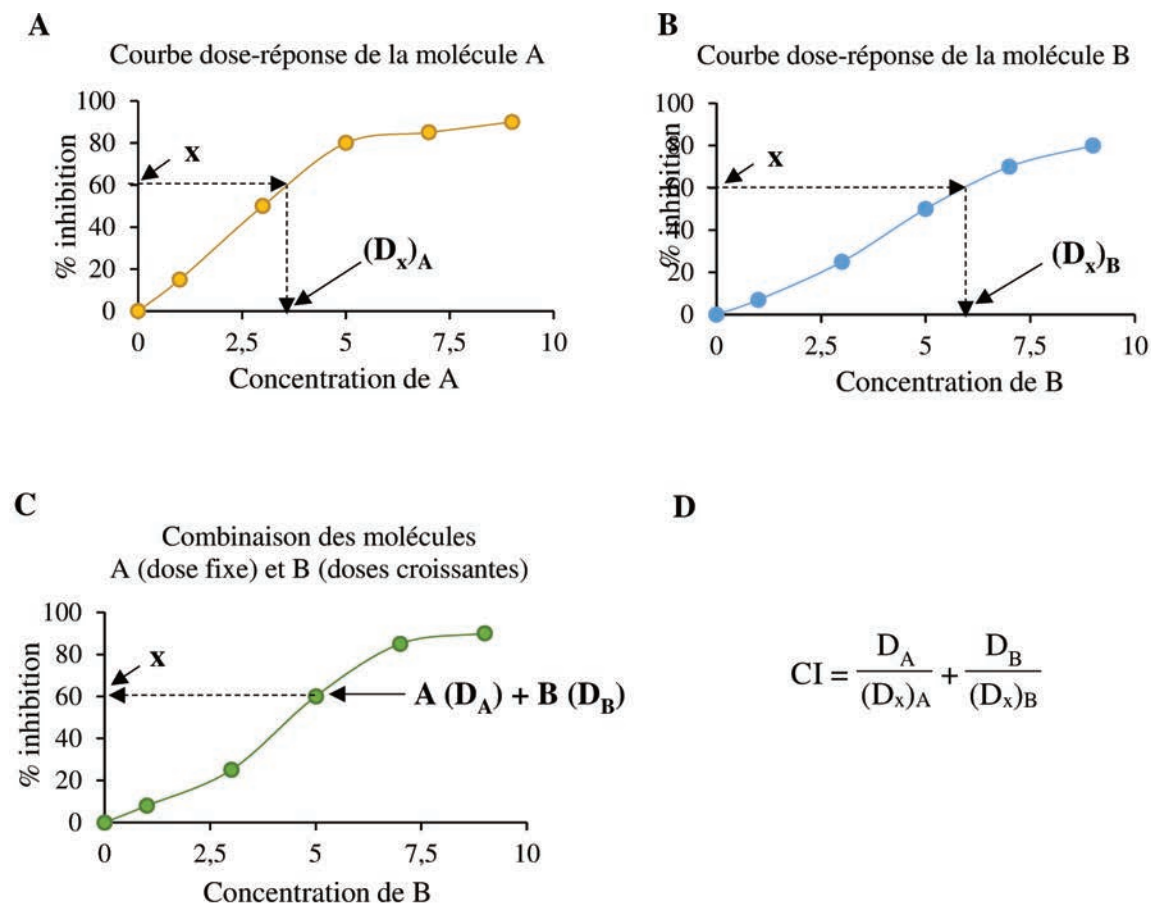 A
Courbe dose-réponse de la molécule A
% inhibition
100
80
60
40
20
0
x
(Dx)A
0 2,5 5 7,5 10
Concentration de A
B
Courbe dose-réponse de la molécule B
% inhibition
100
80
60
40
20
0
x
(Dx)B
0 2,5 5 7,5 10
Concentration de B
C
Combinaison des molécules
A (dose fixe) et B (doses croissantes)
% inhibition
100
80
60
40
20
0
x
A (DA) + B (DB)
0 2,5 5 7,5 10
Concentration de B
D
CI = DA/(Dx)A + DB/(Dx)B